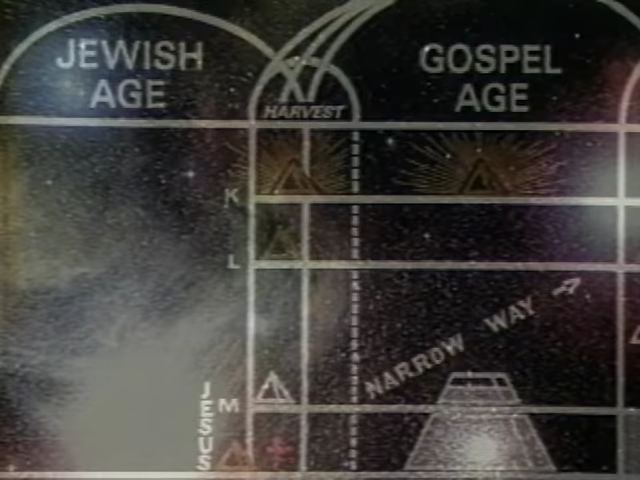 JEWISH
AGE
GOSPEL
AGE
HARVEST
K
L
NARROW WAY
M
JESUS